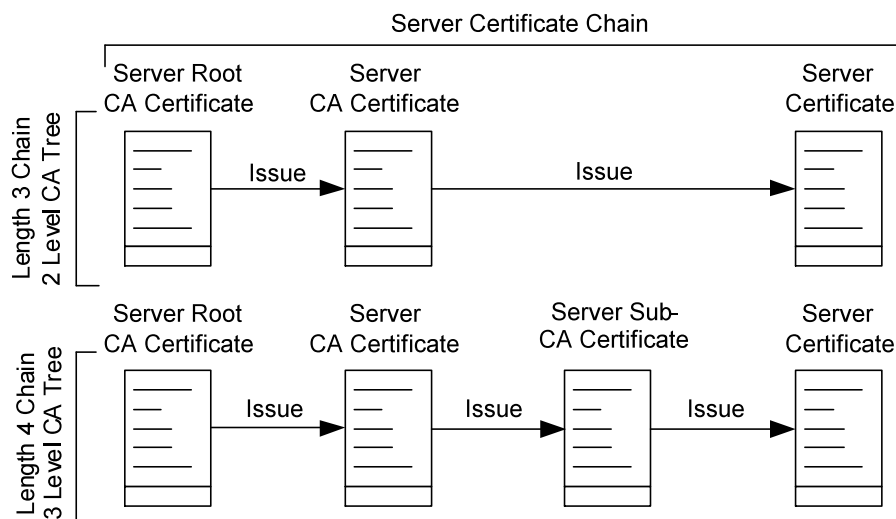 Server Certificate Chain
Server Root
CA Certificate
Server
CA Certificate
Server
Certificate
Length 3 Chain
2 Level CA Tree
Issue
Issue
Server Root
CA Certificate
Server
CA Certificate
Server Sub-
CA Certificate
Server
Certificate
Length 4 Chain
3 Level CA Tree
Issue
Issue
Issue